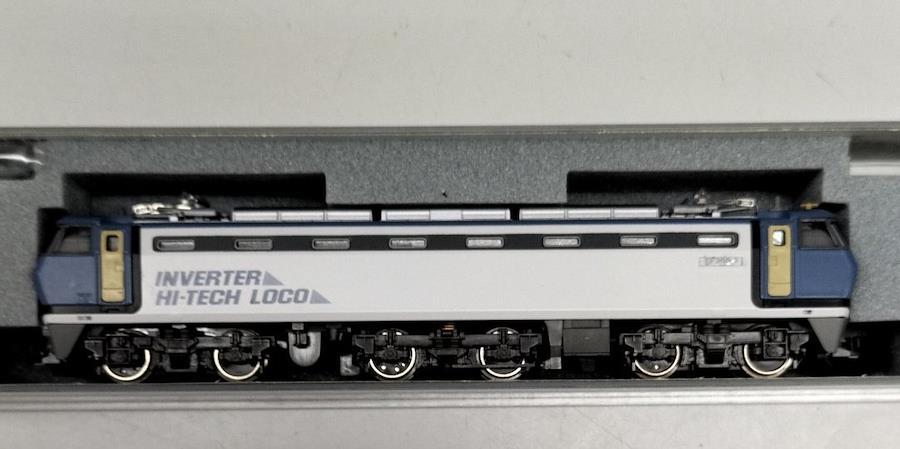 INVERTER
HI-TECH LOCO